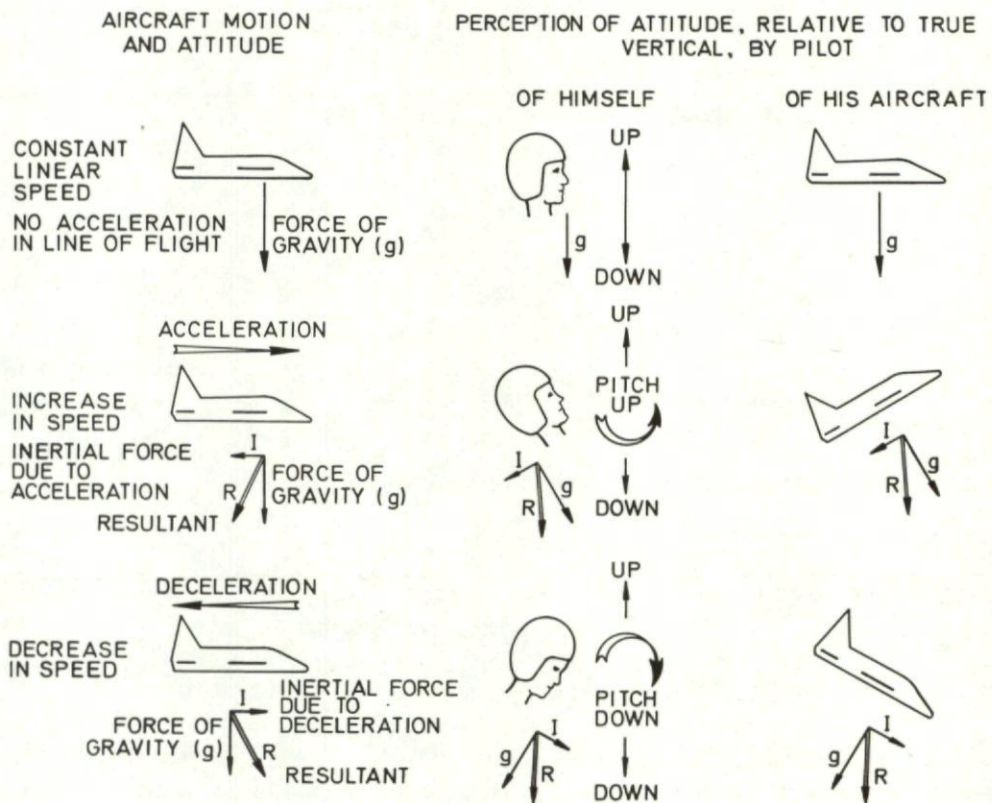 AIRCRAFT MOTION
AND ATTITUDE
PERCEPTION OF ATTITUDE, RELATIVE TO TRUE
VERTICAL, BY PILOT
OF HIMSELF
OF HIS AIRCRAFT
CONSTANT
LINEAR
SPEED
NO ACCELERATION
IN LINE OF FLIGHT
FORCE OF
GRAVITY (g)
UP
g
DOWN
g
ACCELERATION
INCREASE
IN SPEED
INERTIAL FORCE
DUE TO
ACCELERATION
I
R
FORCE OF
GRAVITY (g)
RESULTANT
UP
PITCH
UP
I
R
g
DOWN
I
R
g
DECELERATION
DECREASE
IN SPEED
I
INERTIAL FORCE
DUE TO
DECELERATION
FORCE OF
GRAVITY (g)
R
RESULTANT
UP
PITCH
DOWN
g
I
R
DOWN
g
I
R